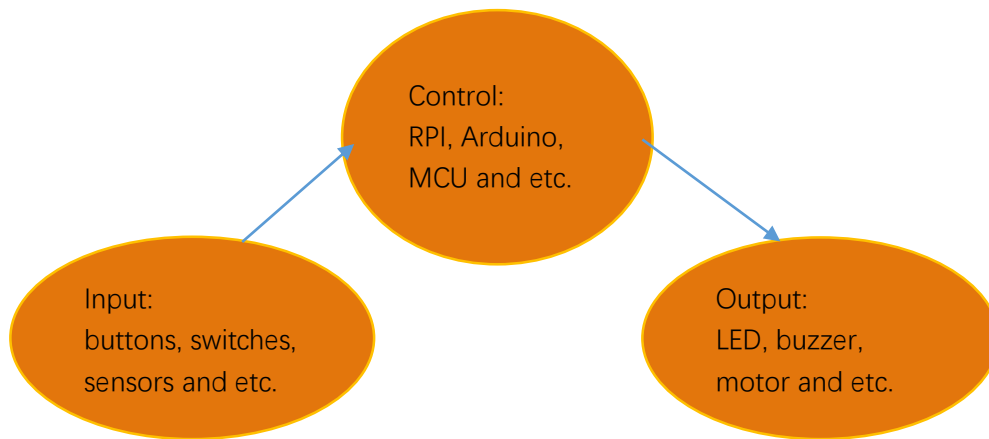 Control:
RPI, Arduino,
MCU and etc.
Input:
buttons, switches,
sensors and etc.
Output:
LED, buzzer,
motor and etc.